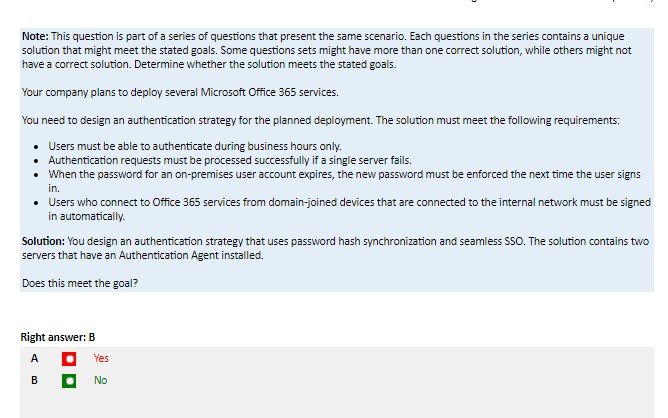 Note: This question is part of a series of questions that present the same scenario. Each questions in the series contains a unique
solution that might meet the stated goals. Some questions sets might have more than one correct solution, while others might not
have a correct solution. Determine whether the solution meets the stated goals.
Your company plans to deploy several Microsoft Office 365 services.
You need to design an authentication strategy for the planned deployment. The solution must meet the following requirements:
• Users must be able to authenticate during business hours only.
• Authentication requests must be processed successfully if a single server fails.
• When the password for an on-premises user account expires, the new password must be enforced the next time the user signs
in.
• Users who connect to Office 365 services from domain-joined devices that are connected to the internal network must be signed
in automatically.
Solution: You design an authentication strategy that uses password hash synchronization and seamless SSO. The solution contains two
servers that have an Authentication Agent installed.
Does this meet the goal?
Right answer: B
A Yes
B No